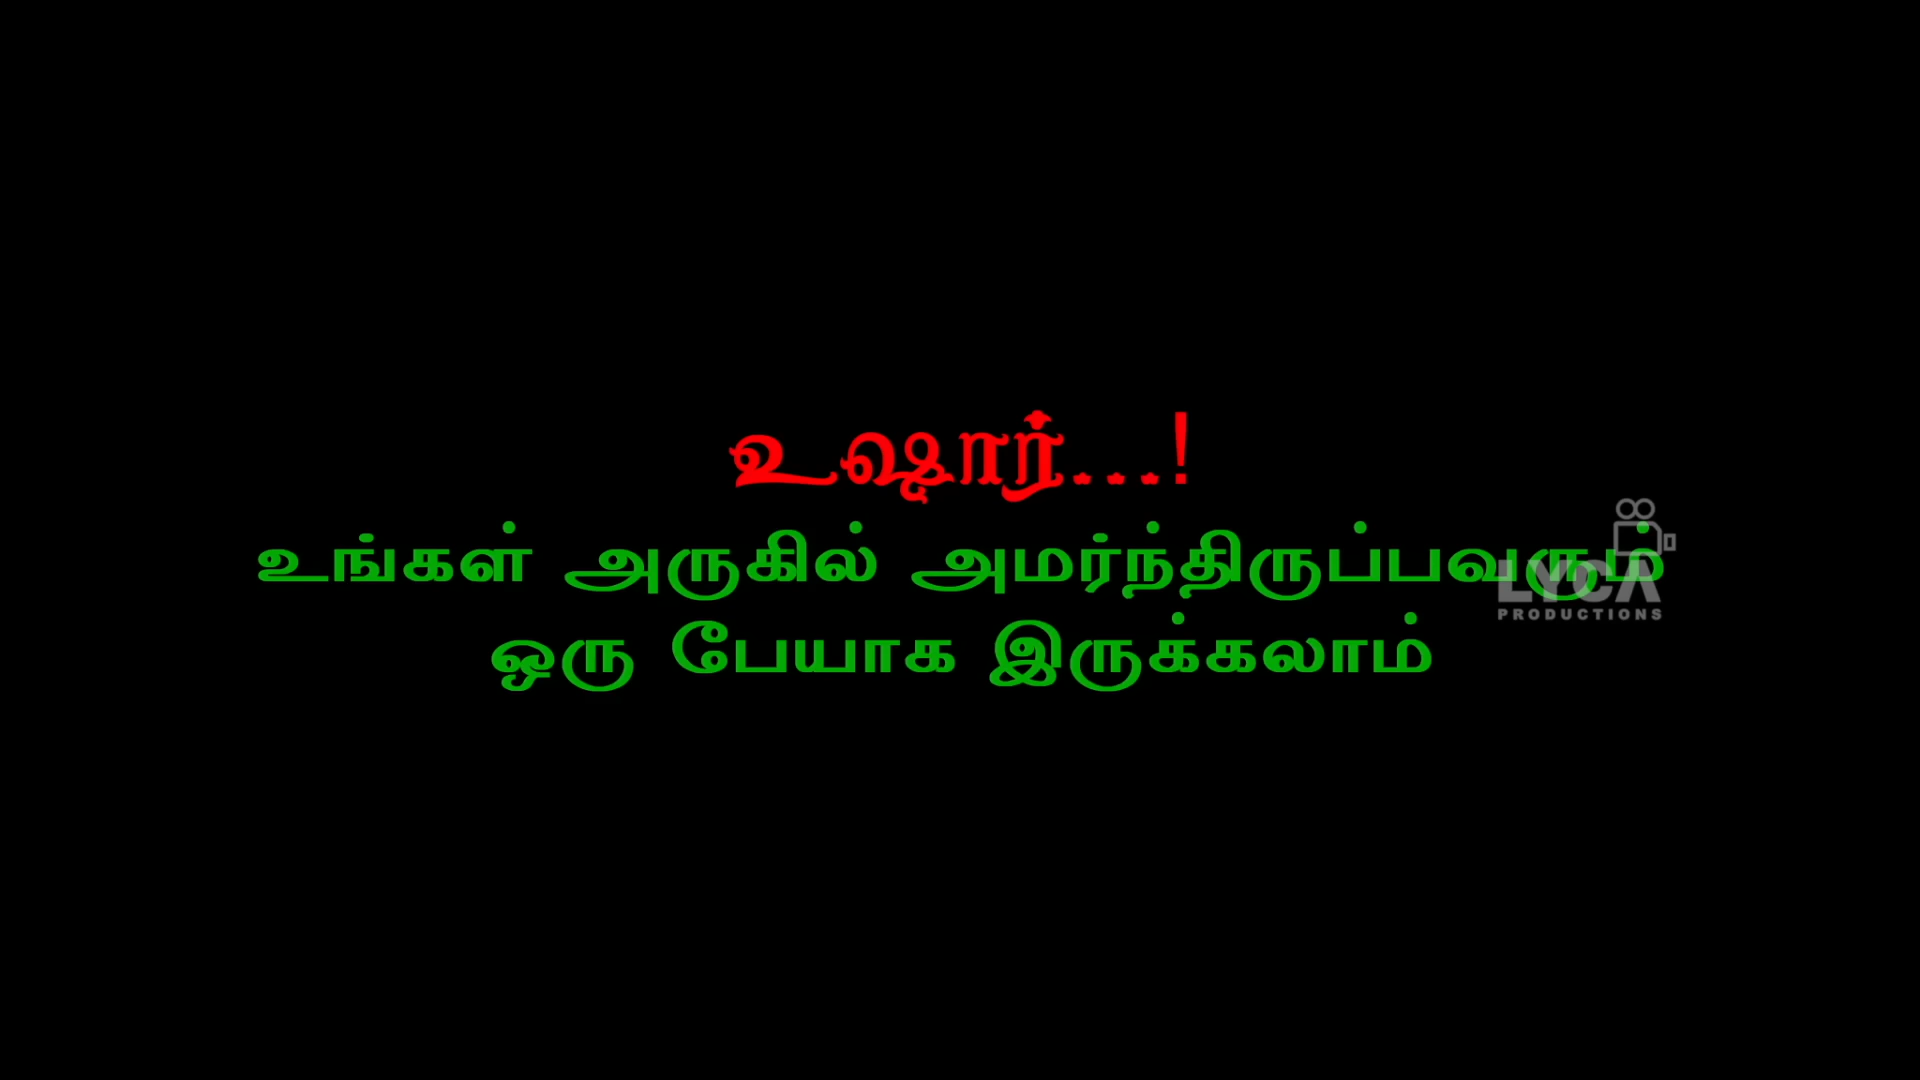 உஷார்...!
உங்கள் அருகில் அமர்ந்திருப்பவரும்
ஒரு பேயாக இருக்கலாம்
LYCA
PRODUCTIONS